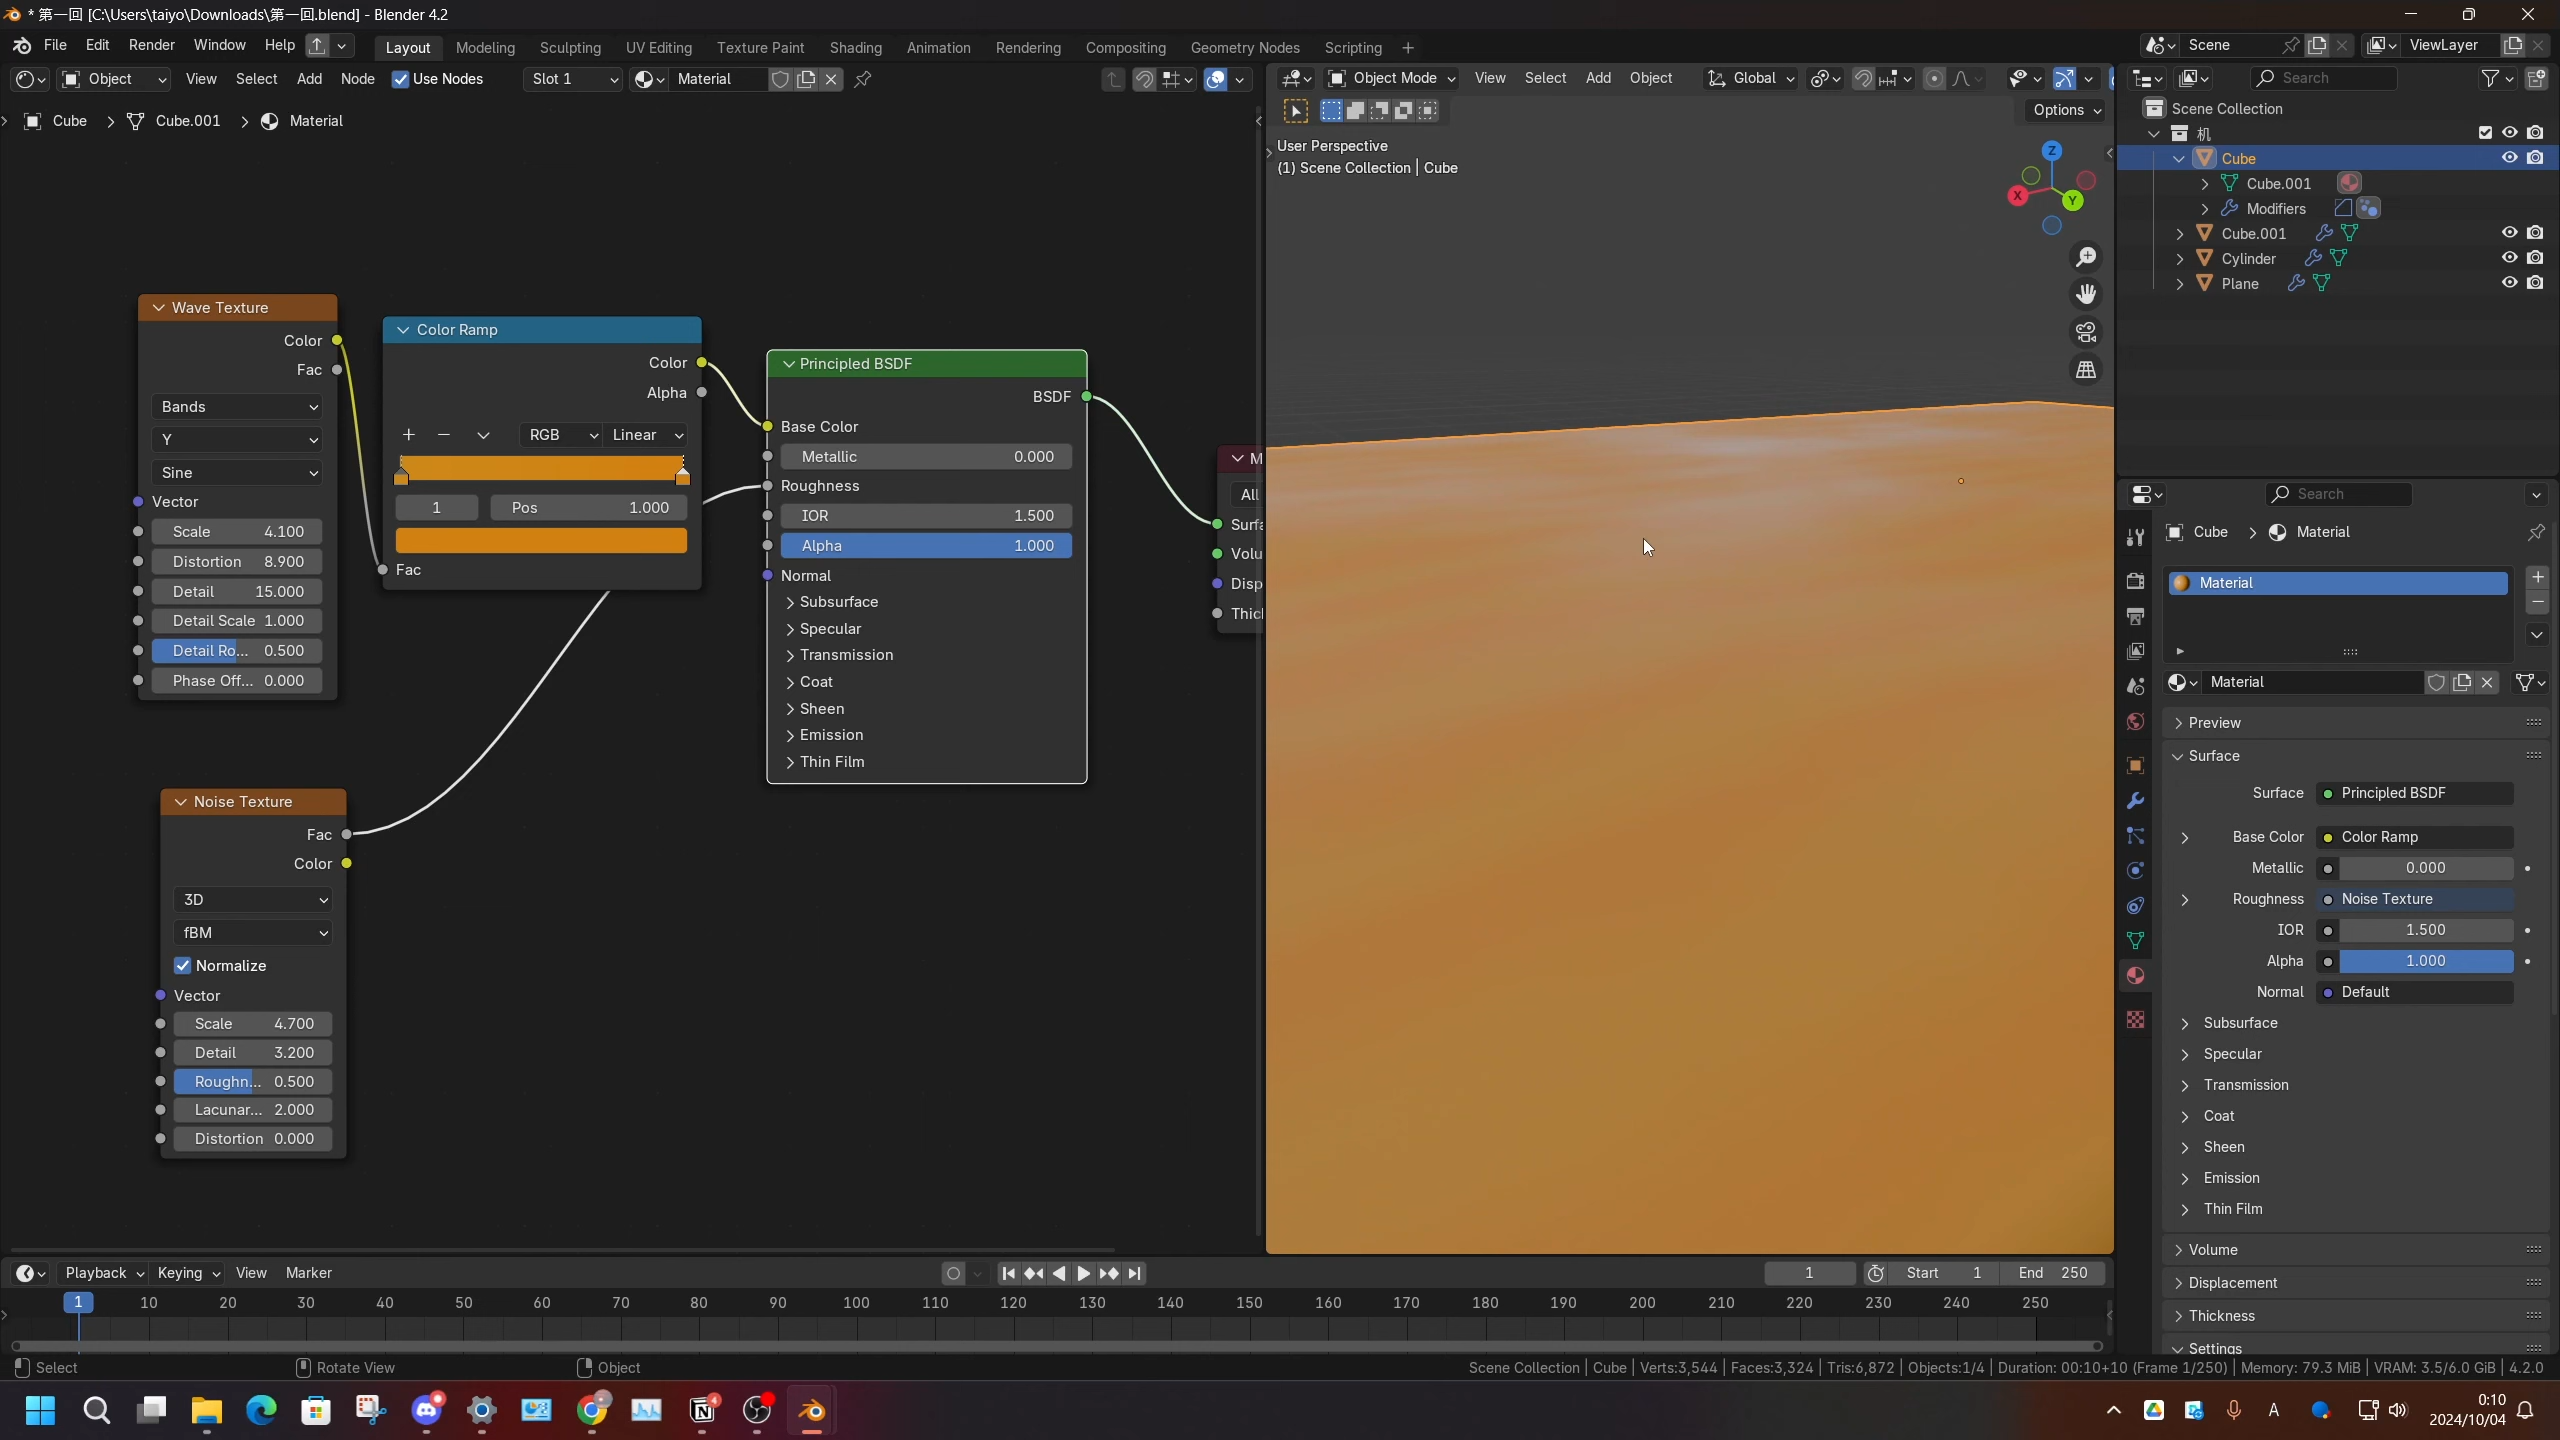 * 第一回 [C:\Users\taiyo\Downloads\第一回.blend] - Blender 4.2
File Edit Render Window Help Layout Modeling Sculpting UV Editing Texture Paint Shading Animation Rendering Compositing Geometry Nodes Scripting + Scene ViewLayer
Object View Select Add Node Use Nodes Slot 1 Material
Object Mode View Select Add Object Global Search
Options
Cube > Cube.001 > Material
User Perspective
(1) Scene Collection | Cube
Z
X
Y
Scene Collection
机
Cube
Cube.001
Modifiers
Cube.001
Cylinder
Plane
Wave Texture
Color
Fac
Bands
Y
Sine
Vector
Scale 4.100
Distortion 8.900
Detail 15.000
Detail Scale 1.000
Detail Ro... 0.500
Phase Off... 0.000
Color Ramp
Color
Alpha
+ − RGB Linear
1 Pos 1.000
Fac
Principled BSDF
BSDF
Base Color
Metallic 0.000
Roughness
IOR 1.500
Alpha 1.000
Normal
Subsurface
Specular
Transmission
Coat
Sheen
Emission
Thin Film
M
All
Surfa
Volu
Disp
Thic
Noise Texture
Fac
Color
3D
fBM
Normalize
Vector
Scale 4.700
Detail 3.200
Roughn... 0.500
Lacunar... 2.000
Distortion 0.000
Search
Cube > Material
Material
Material
Preview
Surface
Surface Principled BSDF
Base Color Color Ramp
Metallic 0.000
Roughness Noise Texture
IOR 1.500
Alpha 1.000
Normal Default
Subsurface
Specular
Transmission
Coat
Sheen
Emission
Thin Film
Volume
Displacement
Thickness
Settings
Playback Keying View Marker 1 Start 1 End 250
1 10 20 30 40 50 60 70 80 90 100 110 120 130 140 150 160 170 180 190 200 210 220 230 240 250
Select Rotate View Object Scene Collection | Cube | Verts:3,544 | Faces:3,324 | Tris:6,872 | Objects:1/4 | Duration: 00:10+10 (Frame 1/250) | Memory: 79.3 MiB | VRAM: 3.5/6.0 GiB | 4.2.0
4
A
0:10
2024/10/04